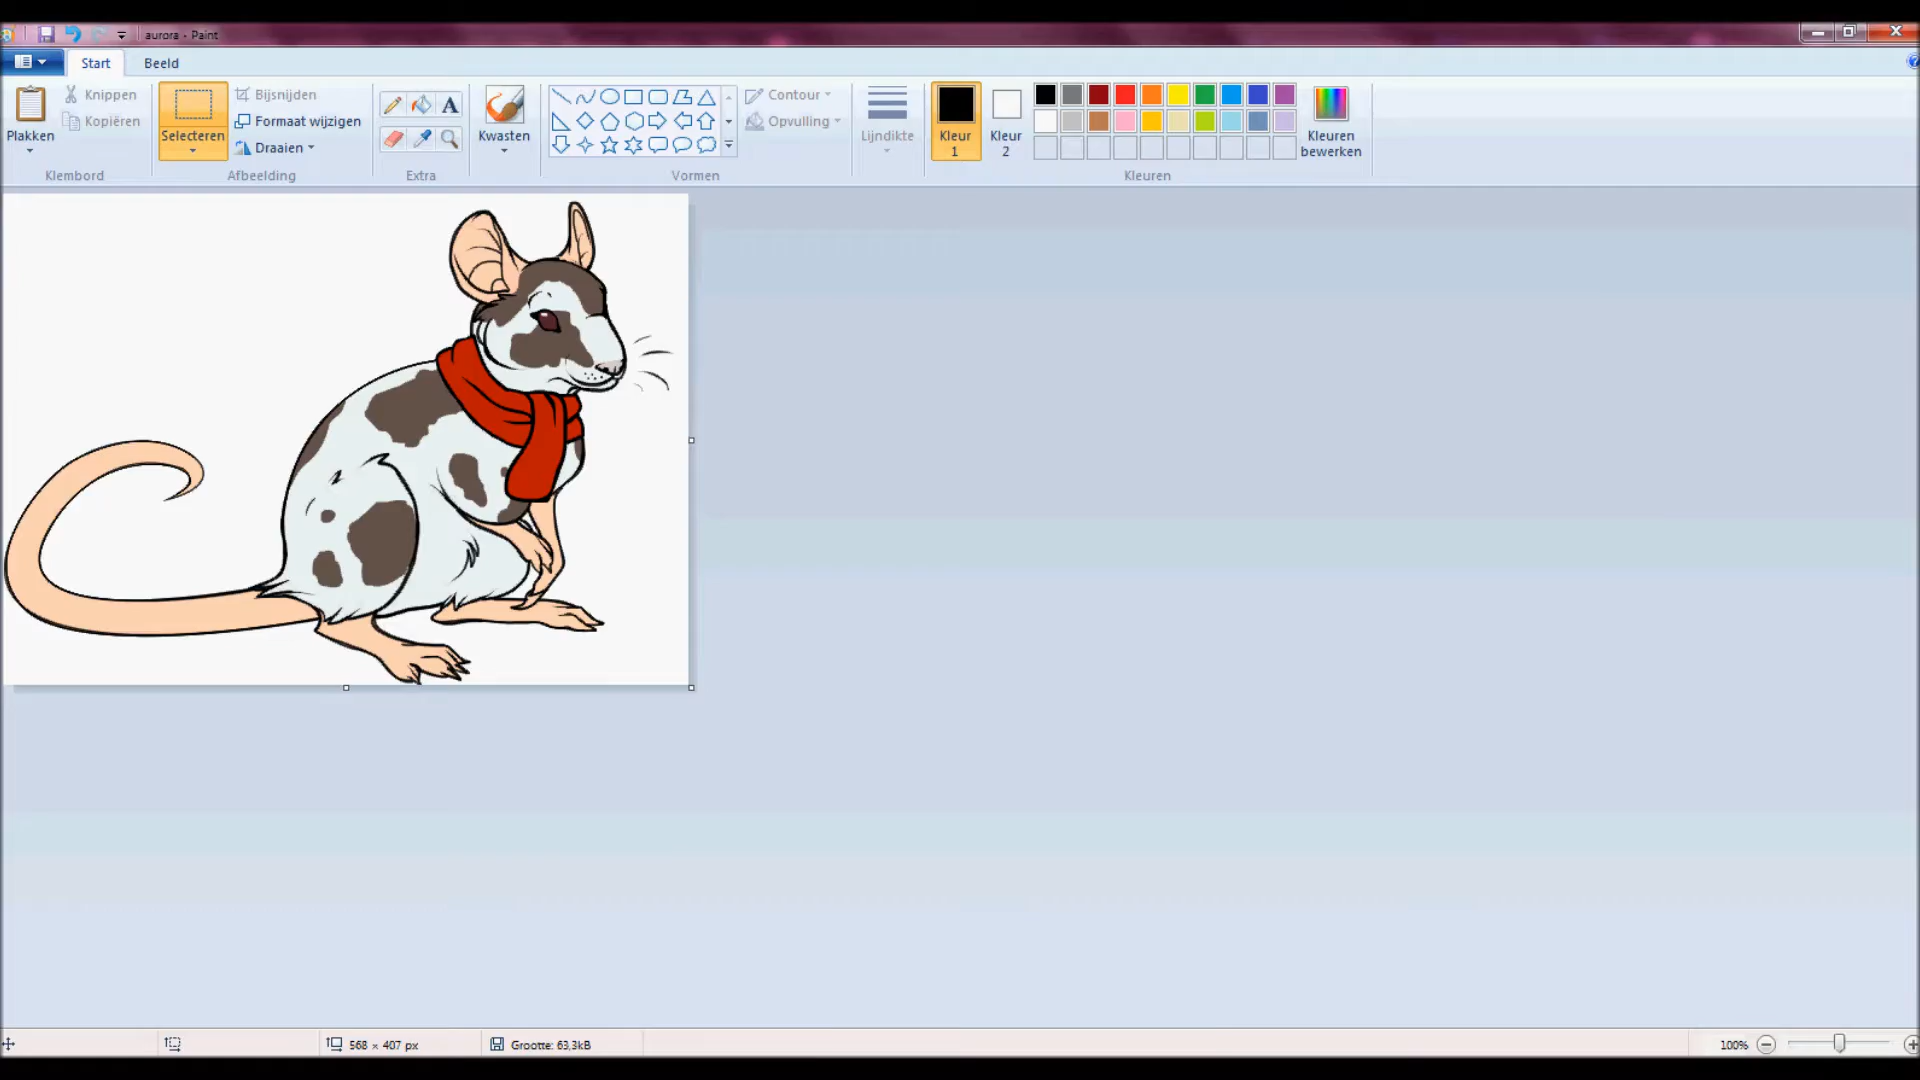 aurora - Paint
Start Beeld
Plakken
Knippen
Kopiëren
Klembord
Selecteren
Bijsnijden
Formaat wijzigen
Draaien
Afbeelding
A
Extra
Kwasten
Vormen
Contour
Opvulling
Lijndikte
Kleur 1
Kleur 2
Kleuren bewerken
Kleuren
568 × 407 px
Grootte: 63,3kB
100%